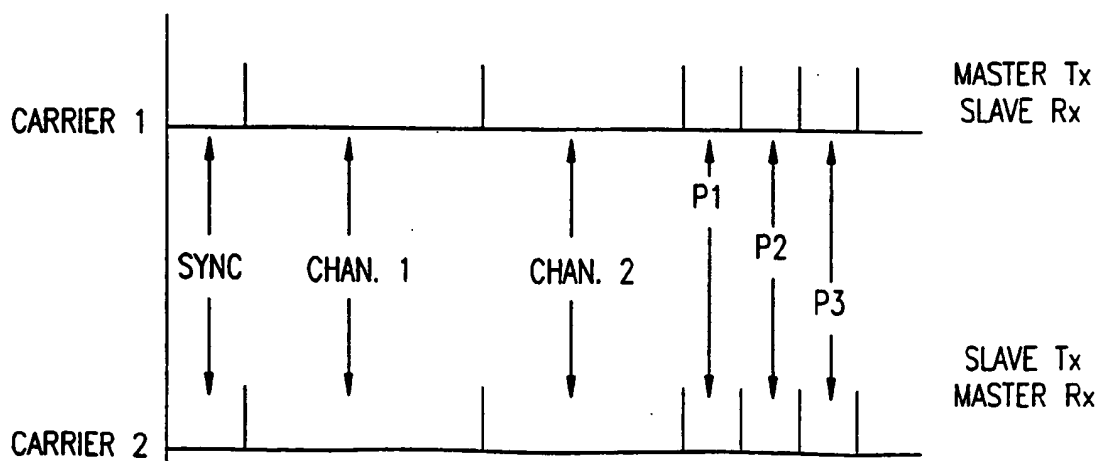 MASTER Tx
SLAVE Rx
CARRIER 1
P1
P2
SYNC
CHAN. 1
CHAN. 2
P3
SLAVE Tx
MASTER Rx
CARRIER 2